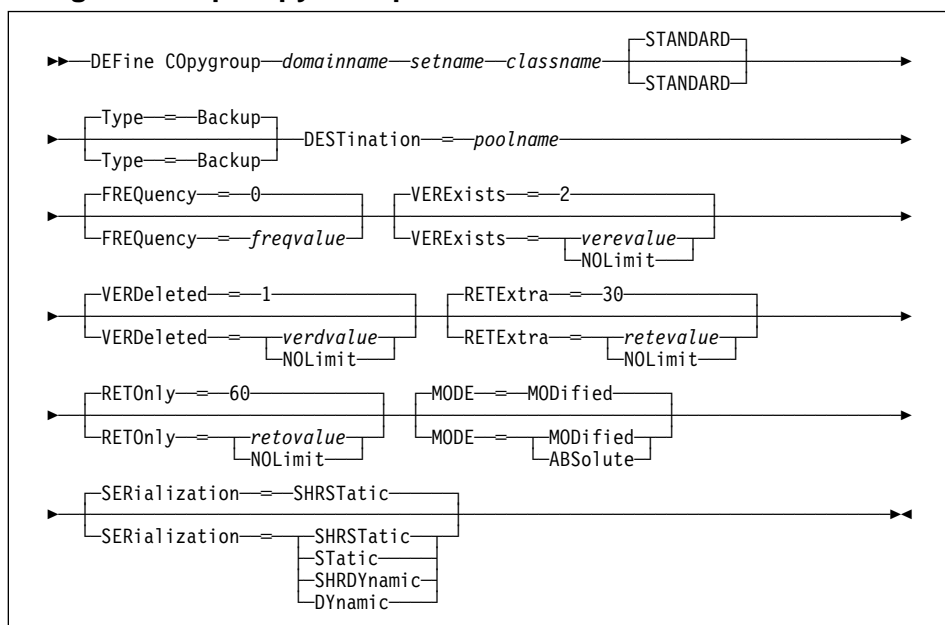 STANDARD
DEFine COpygroup domainname setname classname
STANDARD
Type = Backup
DESTination = poolname
Type = Backup
FREQuency = 0 VERExists = 2
FREQuency = freqvalue VERExists = verevalue
NOLimit
VERDeleted = 1 RETExtra = 30
VERDeleted = verdvalue RETExtra = retevalue
NOLimit NOLimit
RETOnly = 60 MODE = MODified
RETOnly = retovalue MODE = MODified
NOLimit ABSolute
SERialization = SHRSTatic
SERialization = SHRSTatic
STatic
SHRDYnamic
DYnamic